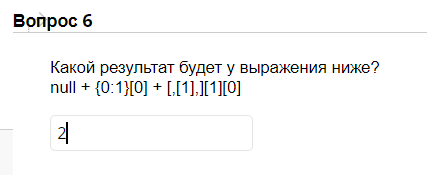 Вопрос 6
Какой результат будет у выражения ниже?
null + {0:1}[0] + [,[1],][1][0]
2